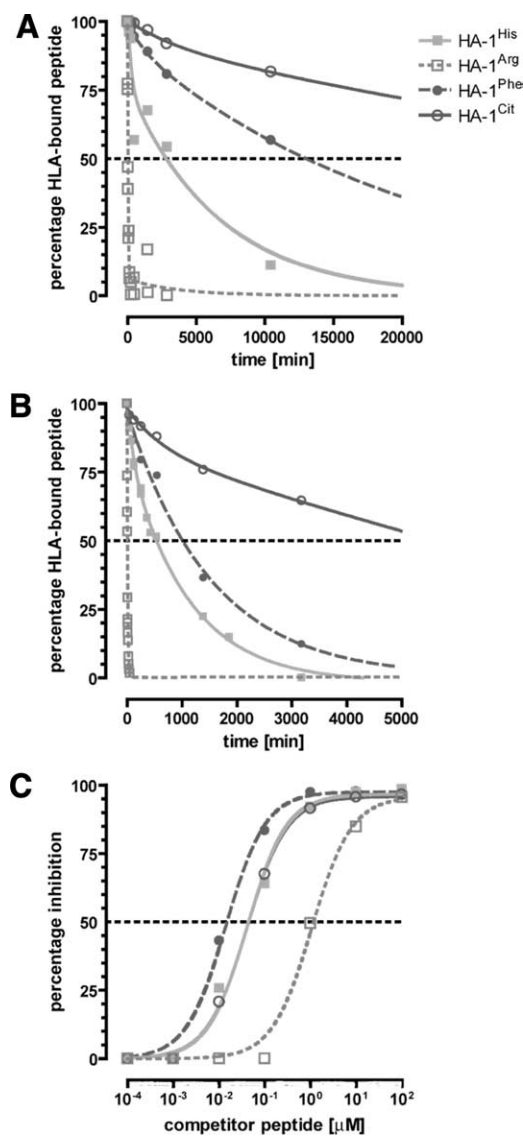 A
percentage HLA-bound peptide
100
75
50
25
0
0 5000 10000 15000 20000
time [min]
HA-1His
HA-1Arg
HA-1Phe
HA-1Cit
B
percentage HLA-bound peptide
100
75
50
25
0
0 1000 2000 3000 4000 5000
time [min]
C
percentage inhibition
100
75
50
25
0
10-4 10-3 10-2 10-1 100 101 102
competitor peptide [µM]